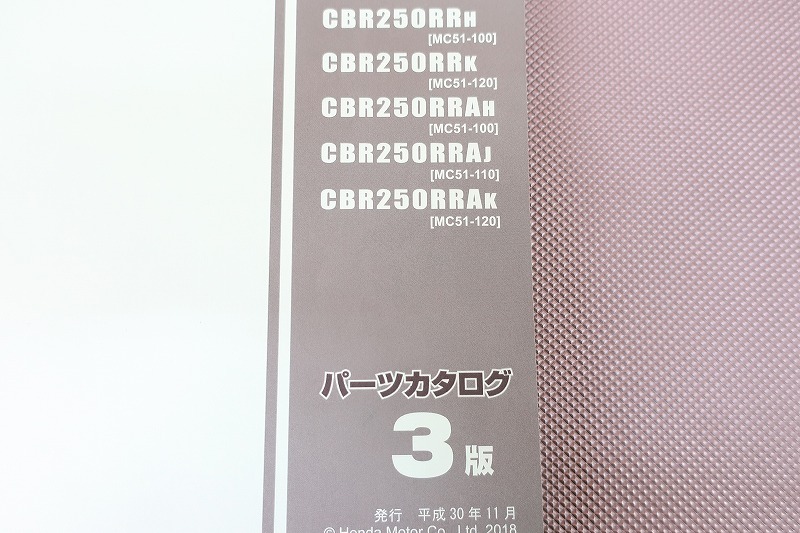 CBR250RRH
[MC51-100]
CBR250RRK
[MC51-120]
CBR250RRAH
[MC51-100]
CBR250RRAJ
[MC51-110]
CBR250RRAK
[MC51-120]
パーツカタログ
3版
発行 平成30年11月
© Honda Motor Co., Ltd. 2018